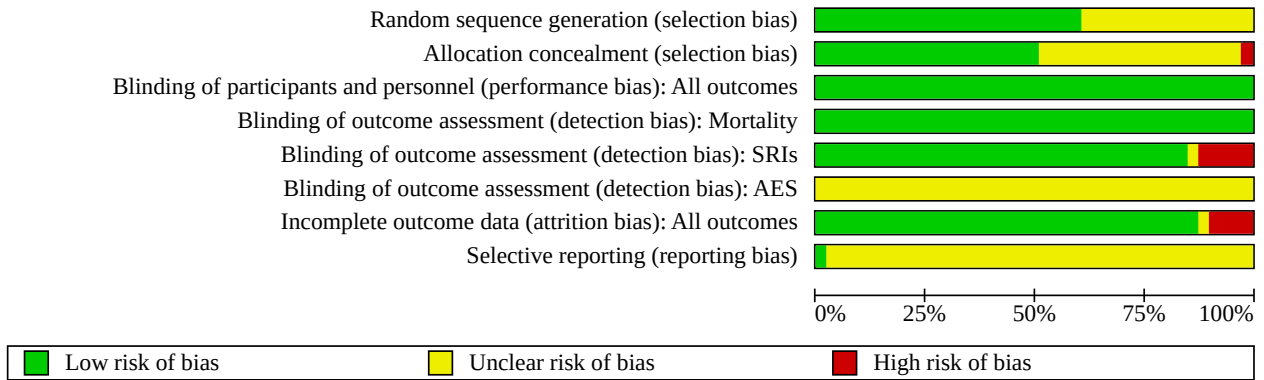 Random sequence generation (selection bias)
Allocation concealment (selection bias)
Blinding of participants and personnel (performance bias): All outcomes
Blinding of outcome assessment (detection bias): Mortality
Blinding of outcome assessment (detection bias): SRIs
Blinding of outcome assessment (detection bias): AES
Incomplete outcome data (attrition bias): All outcomes
Selective reporting (reporting bias)
0% 25% 50% 75% 100%
Low risk of bias Unclear risk of bias High risk of bias